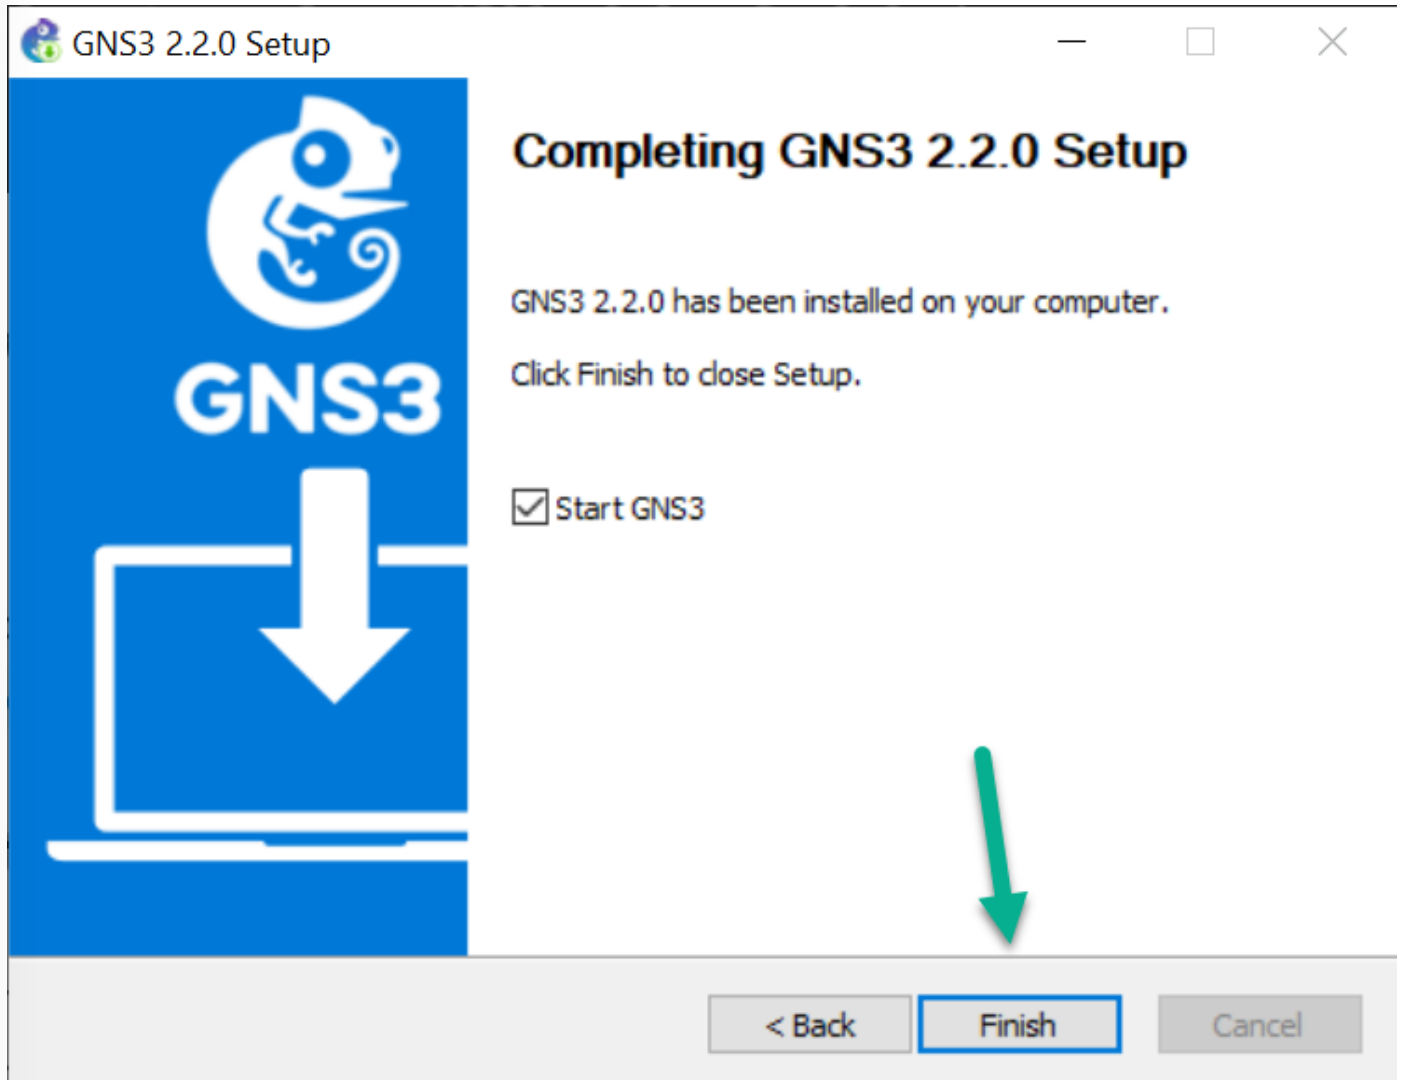 GNS3 2.2.0 Setup
GNS3
Completing GNS3 2.2.0 Setup
GNS3 2.2.0 has been installed on your computer.
Click Finish to close Setup.
Start GNS3
< Back
Finish
Cancel